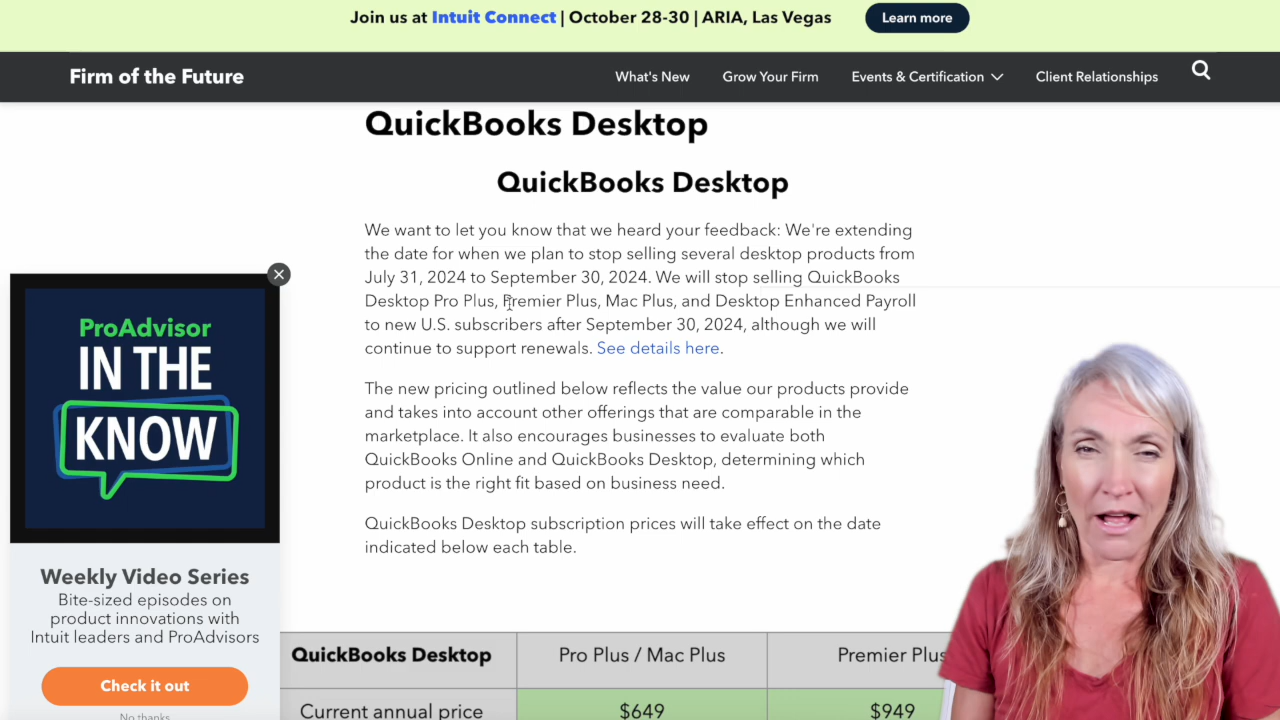 Join us at Intuit Connect | October 28-30 | ARIA, Las Vegas
Learn more
Firm of the Future
What's New
Grow Your Firm
Events & Certification
Client Relationships
QuickBooks Desktop
QuickBooks Desktop
We want to let you know that we heard your feedback: We're extending
the date for when we plan to stop selling several desktop products from
July 31, 2024 to September 30, 2024. We will stop selling QuickBooks
Desktop Pro Plus, Premier Plus, Mac Plus, and Desktop Enhanced Payroll
to new U.S. subscribers after September 30, 2024, although we will
continue to support renewals. See details here.
The new pricing outlined below reflects the value our products provide
and takes into account other offerings that are comparable in the
marketplace. It also encourages businesses to evaluate both
QuickBooks Online and QuickBooks Desktop, determining which
product is the right fit based on business need.
QuickBooks Desktop subscription prices will take effect on the date
indicated below each table.
ProAdvisor
IN THE
KNOW
Weekly Video Series
Bite-sized episodes on
product innovations with
Intuit leaders and ProAdvisors
Check it out
No thanks
QuickBooks Desktop
Pro Plus / Mac Plus
Premier Plus
Current annual price
$649
$949